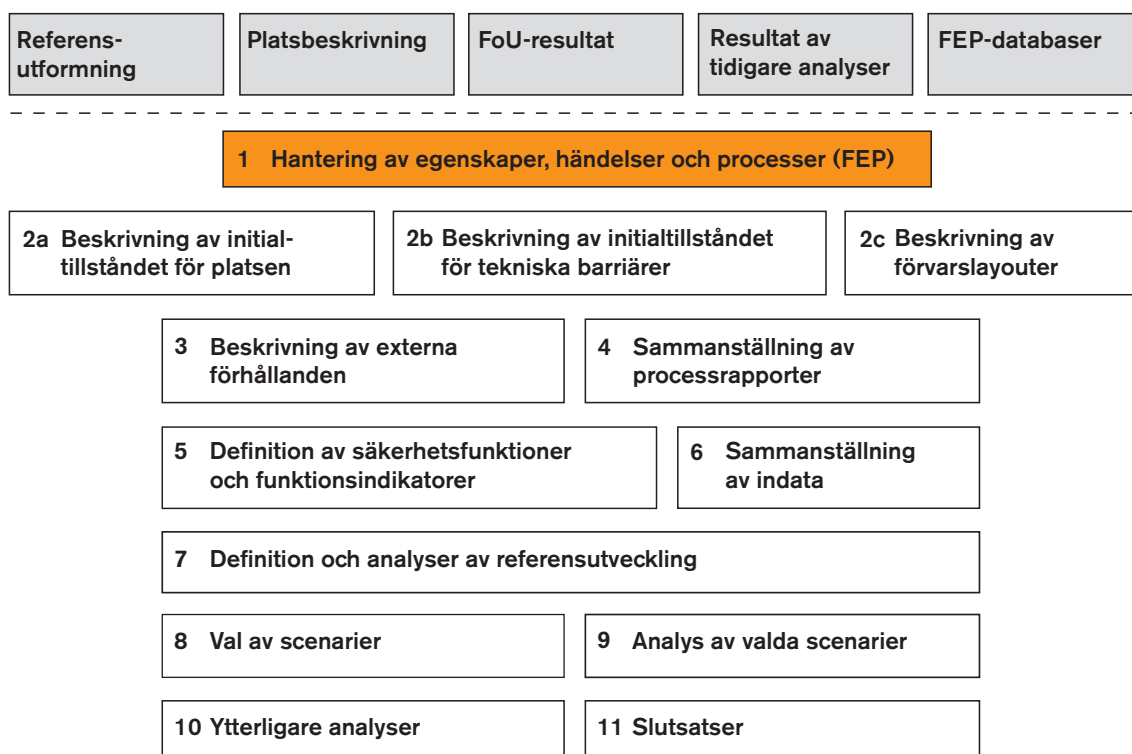 Referens-
utformning
Platsbeskrivning
FoU-resultat
Resultat av
tidigare analyser
FEP-databaser
1 Hantering av egenskaper, händelser och processer (FEP)
2a Beskrivning av initial-
tillståndet för platsen
2b Beskrivning av initialtillståndet
för tekniska barriärer
2c Beskrivning av
förvarslayouter
3 Beskrivning av externa
förhållanden
4 Sammanställning av
processrapporter
5 Definition av säkerhetsfunktioner
och funktionsindikatorer
6 Sammanställning
av indata
7 Definition och analyser av referensutveckling
8 Val av scenarier
9 Analys av valda scenarier
10 Ytterligare analyser
11 Slutsatser